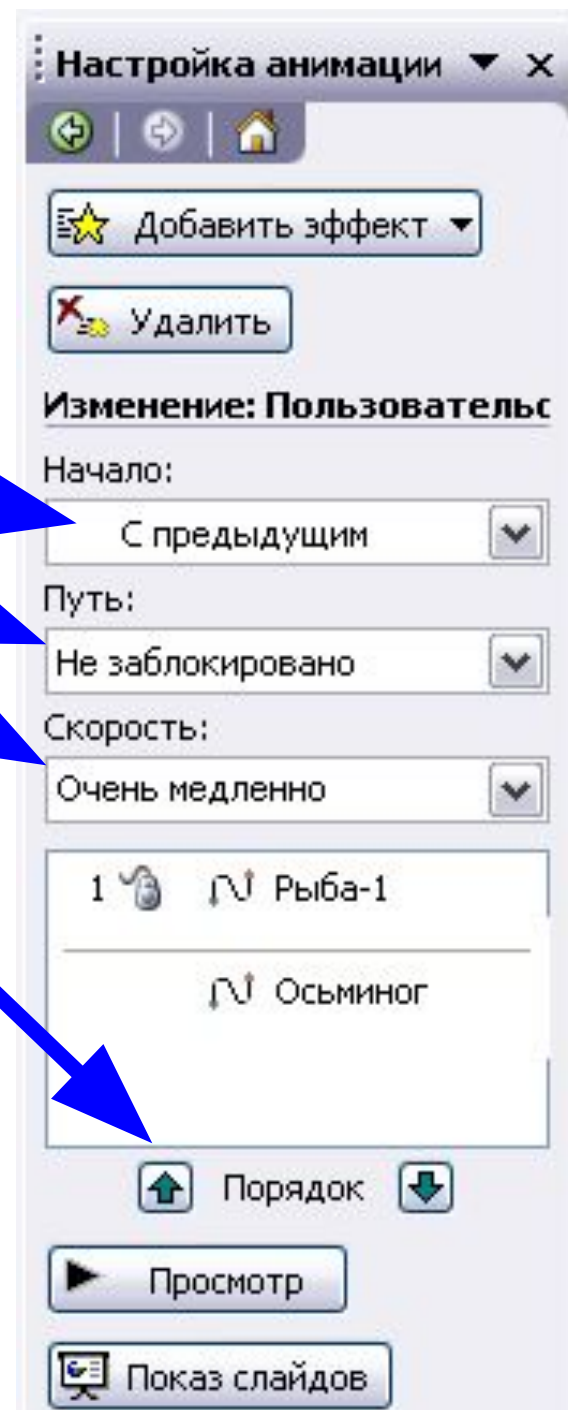 Настройка анимации
Добавить эффект
Удалить
Изменение: Пользовательс
Начало:
С предыдущим
Путь:
Не заблокировано
Скорость:
Очень медленно
1 Рыба-1
Осьминог
Порядок
Просмотр
Показ слайдов